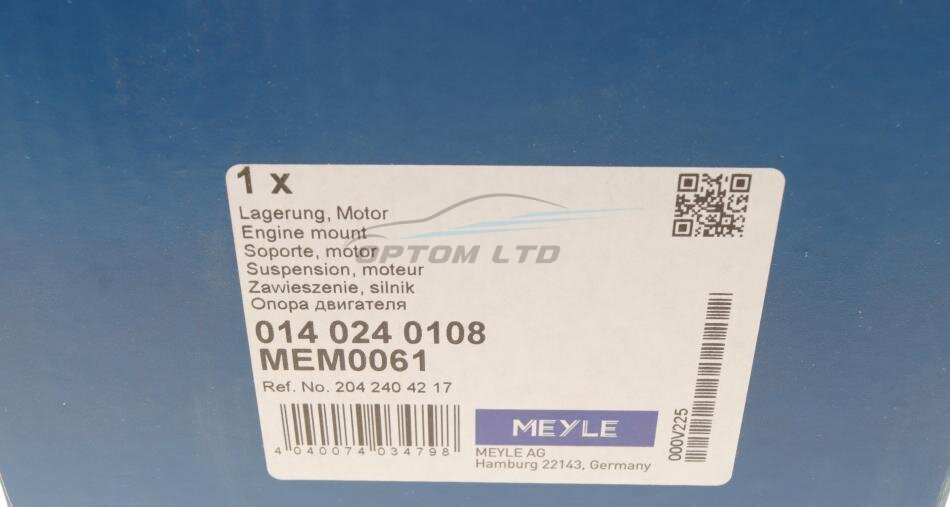 1 x
Lagerung, Motor
Engine mount
Soporte, motor
Suspension, moteur
Zawieszenie, silnik
Опора двигателя
OPTOM LTD
014 024 0108
MEM0061
Ref. No. 204 240 42 17
4 040074 034798
MEYLE
MEYLE AG
Hamburg 22143, Germany
000V225